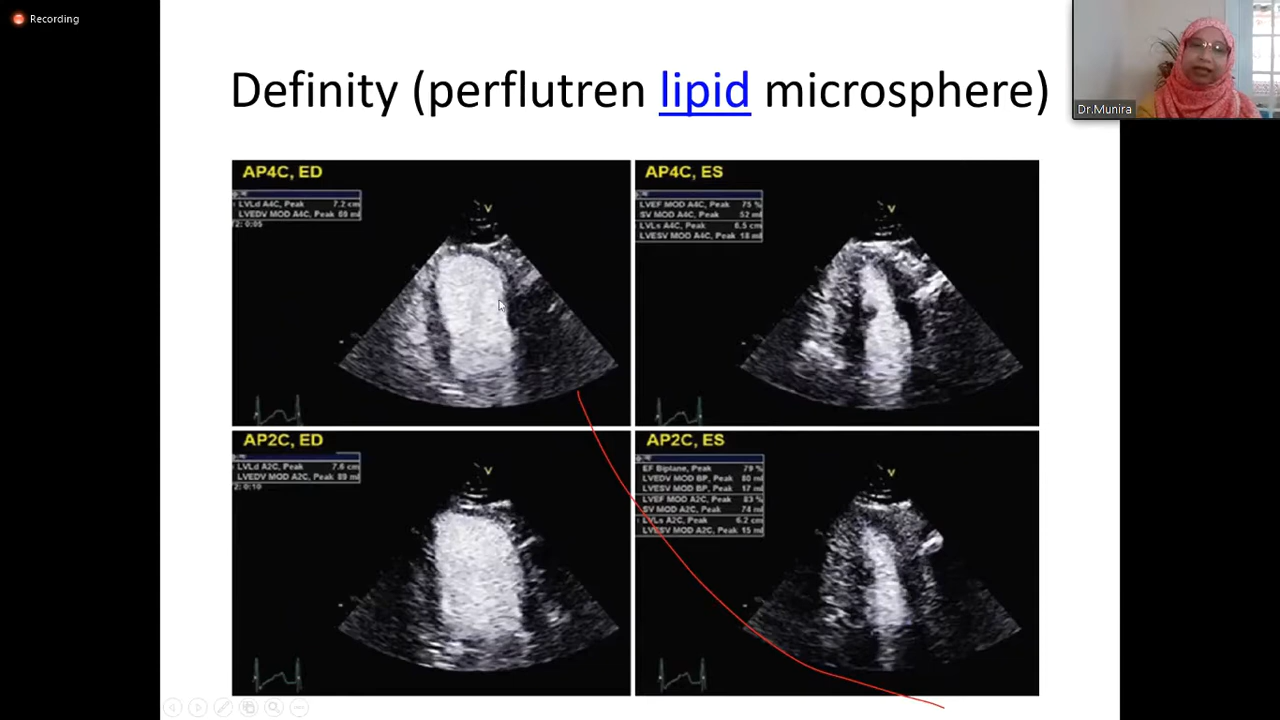 Recording
Definity (perflutren lipid microsphere)
Dr.Munira
AP4C, ED
LVLd A4C, Peak 7.2 cm
LVEDV MOD A4C, Peak 69 ml
AP4C, ES
LVEF MOD A4C, Peak 75 %
SV MOD A4C, Peak 52 ml
LVLs A4C, Peak 6.5 cm
LVESV MOD A4C, Peak 18 ml
V
V
AP2C, ED
LVLd A2C, Peak 7.6 cm
LVEDV MOD A2C, Peak 89 ml
AP2C, ES
EF Biplane, Peak 79 %
LVEDV MOD BP, Peak 80 ml
LVESV MOD BP, Peak 17 ml
LVEF MOD A2C, Peak 83 %
SV MOD A2C, Peak 74 ml
LVLs A2C, Peak 6.2 cm
LVESV MOD A2C, Peak 15 ml
V
V